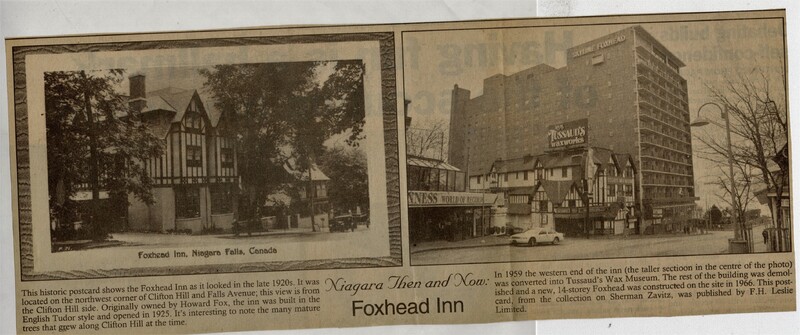 Foxhead Inn, Niagara Falls, Canada
This historic postcard shows the Foxhead Inn as it looked in the late 1920s. It was
located on the northwest corner of Clifton Hill and Falls Avenue; this view is from
the Clifton Hill side. Originally owned by Howard Fox, the inn was built in the
English Tudor style and opened in 1925. It's interesting to note the many mature
trees that ggew along Clifton Hill at the time.
Niagara Then and Now:
Foxhead Inn
FOXHEAD
TUSSAUD'S
waxworks
NESS WORLD OF RECORDS
In 1959 the western end of the inn (the taller sectioon in the centre of the photo)
was converted into Tussaud's Wax Museum. The rest of the building was demol-
ished and a new, 14-storey Foxhead was constructed on the site in 1966. This post-
card, from the collection on Sherman Zavitz, was published by F.H. Leslie
Limited.